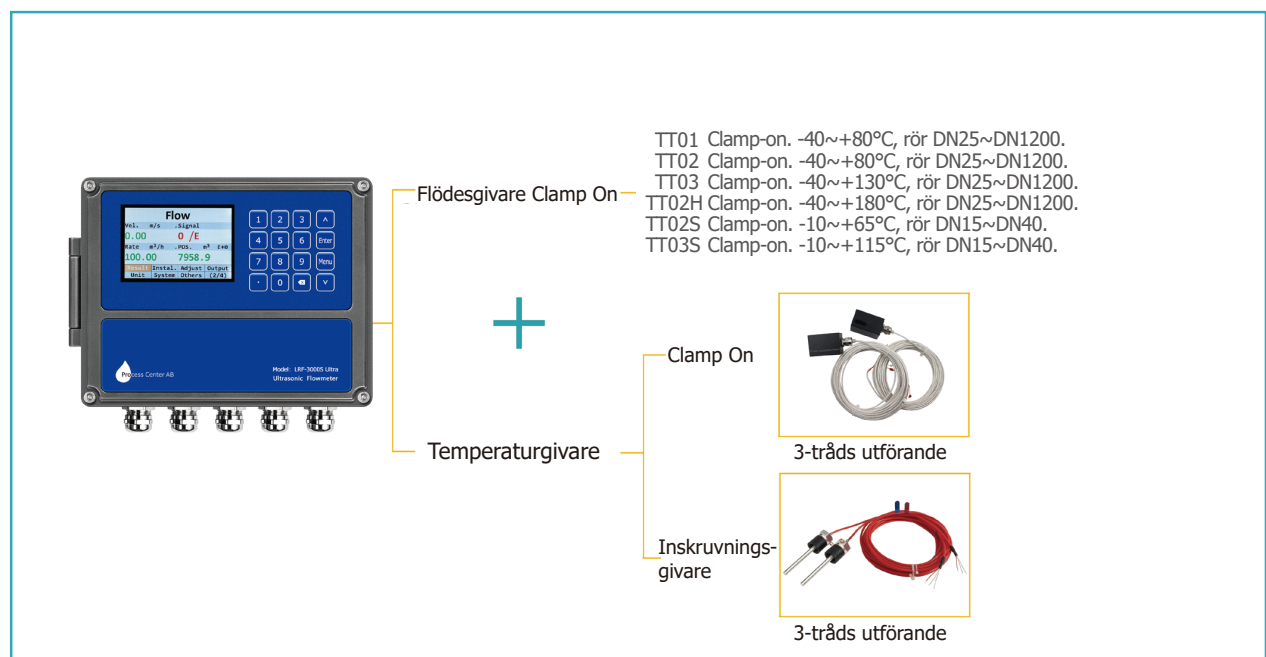 Flow
Vel. m/s .Signal
0.00 0 /E
Rate m³/h .POS. m³ E+0
100.00 7958.9
Result Instal. Adjust Output
Unit System Others (2/4)
1 2 3 ʌ
4 5 6 Enter
7 8 9 Menu
. 0 v
Process Center AB
Model: LRF-3000S Ultra
Ultrasonic Flowmeter
Flödesgivare Clamp On
TT01 Clamp-on. -40~+80°C, rör DN25~DN1200.
TT02 Clamp-on. -40~+80°C, rör DN25~DN1200.
TT03 Clamp-on. -40~+130°C, rör DN25~DN1200.
TT02H Clamp-on. -40~+180°C, rör DN25~DN1200.
TT02S Clamp-on. -10~+65°C, rör DN15~DN40.
TT03S Clamp-on. -10~+115°C, rör DN15~DN40.
Temperaturgivare
Clamp On
3-tråds utförande
Inskruvnings-
givare
3-tråds utförande